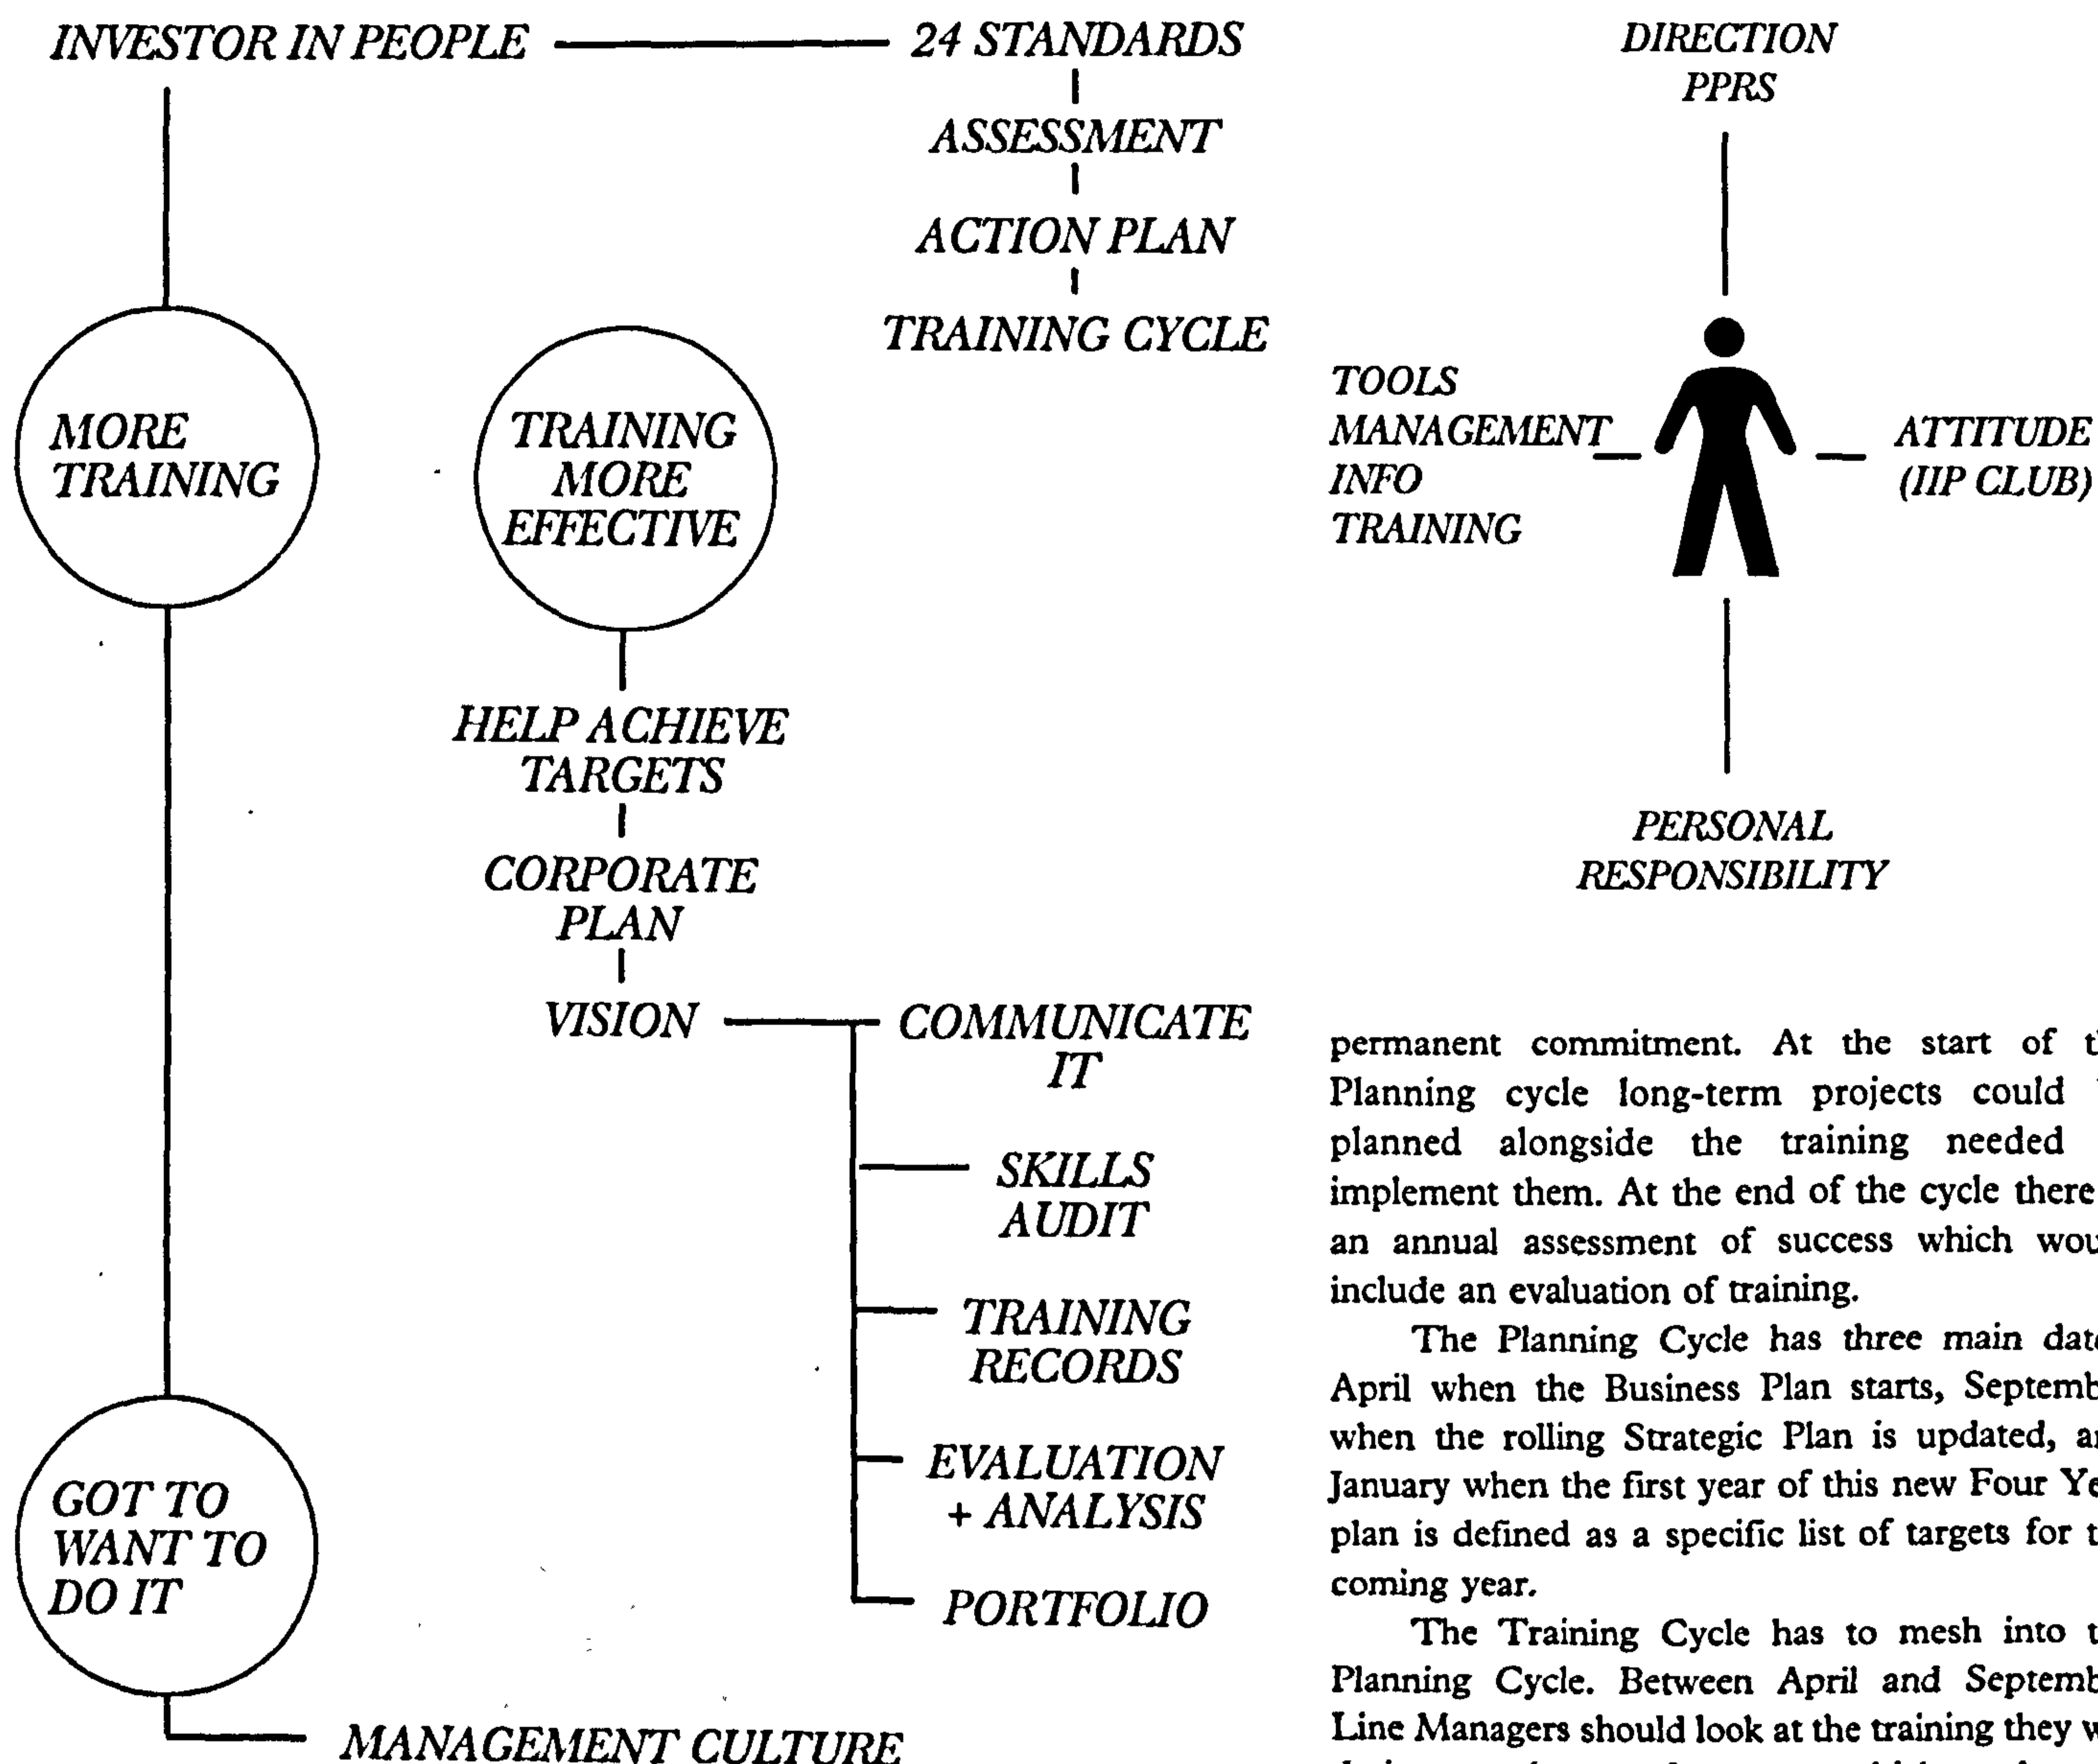 INVESTOR IN PEOPLE
24 STANDARDS
ASSESSMENT
ACTION PLAN
TRAINING CYCLE
MORE
TRAINING
TRAINING
MORE
EFFECTIVE
HELP ACHIEVE
TARGETS
CORPORATE
PLAN
VISION
COMMUNICATE
IT
SKILLS
AUDIT
TRAINING
RECORDS
EVALUATION
+ ANALYSIS
PORTFOLIO
GOT TO
WANT TO
DO IT
MANAGEMENT CULTURE
DIRECTION
PPRS
TOOLS
MANAGEMENT
INFO
TRAINING
ATTITUDE
(IIP CLUB)
PERSONAL
RESPONSIBILITY
permanent commitment. At the start of
Planning cycle long-term projects could
planned alongside the training needed
implement them. At the end of the cycle there
an annual assessment of success which
include an evaluation of training.
The Planning Cycle has three main
April when the Business Plan starts,
when the rolling Strategic Plan is updated,
January when the first year of this new Four
plan is defined as a specific list of targets for
coming year.
The Training Cycle has to mesh into
Planning Cycle. Between April and
Line Managers should look at the training they